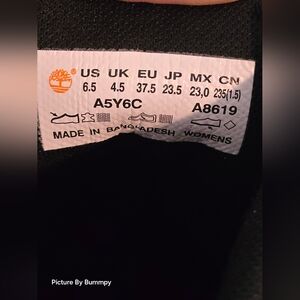 US UK EU JP MX CN
6.5 4.5 37.5 23.5 23,0 235(1.5)
A5Y6C A8619
MADE IN BANGLADESH WOMENS
Picture By Bummpy